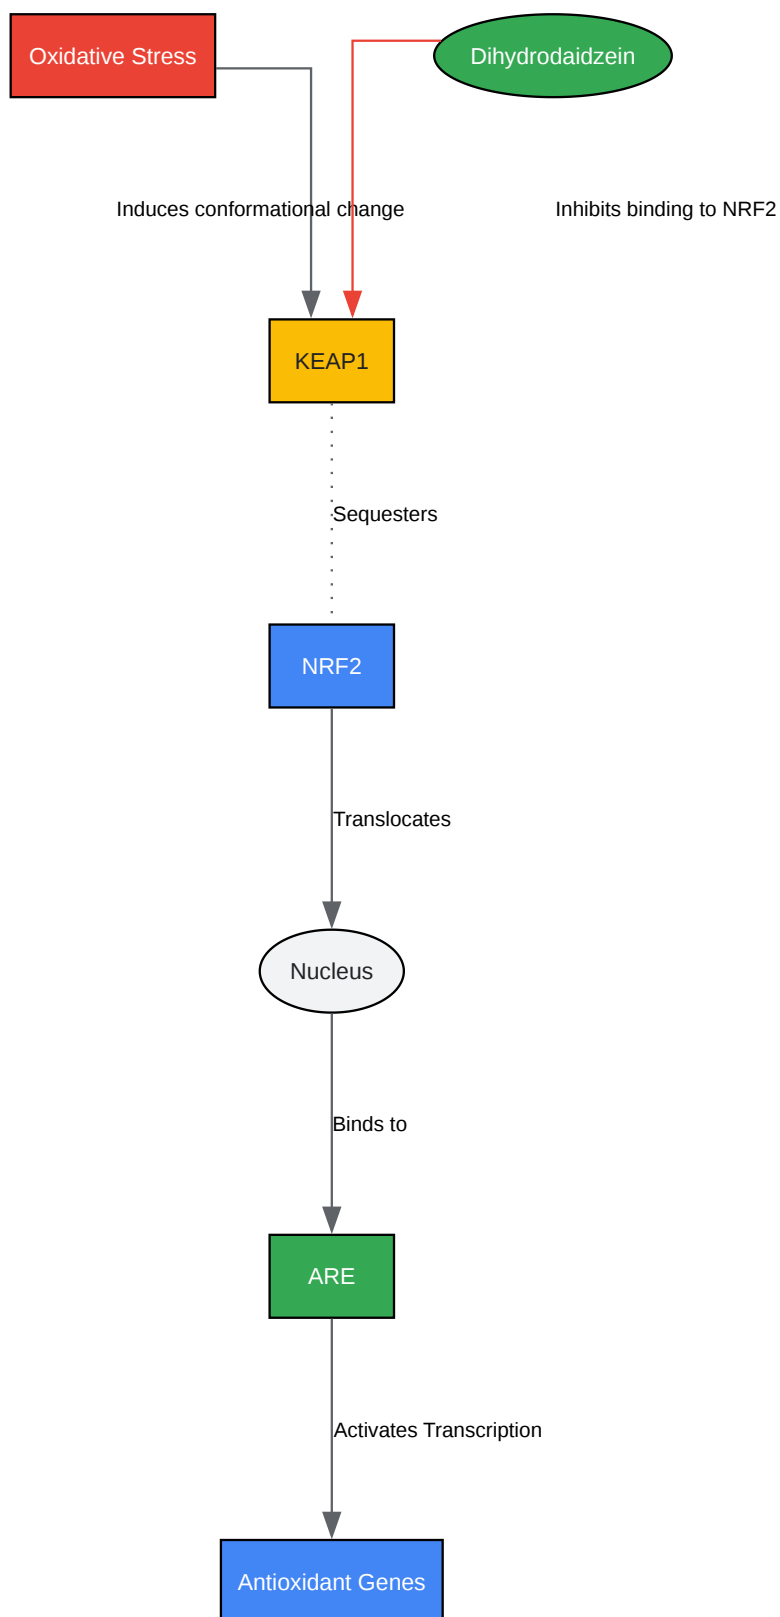 Oxidative Stress
Dihydrodaidzein
Induces conformational change
Inhibits binding to NRF2
KEAP1
Sequesters
NRF2
Translocates
Nucleus
Binds to
ARE
Activates Transcription
Antioxidant Genes